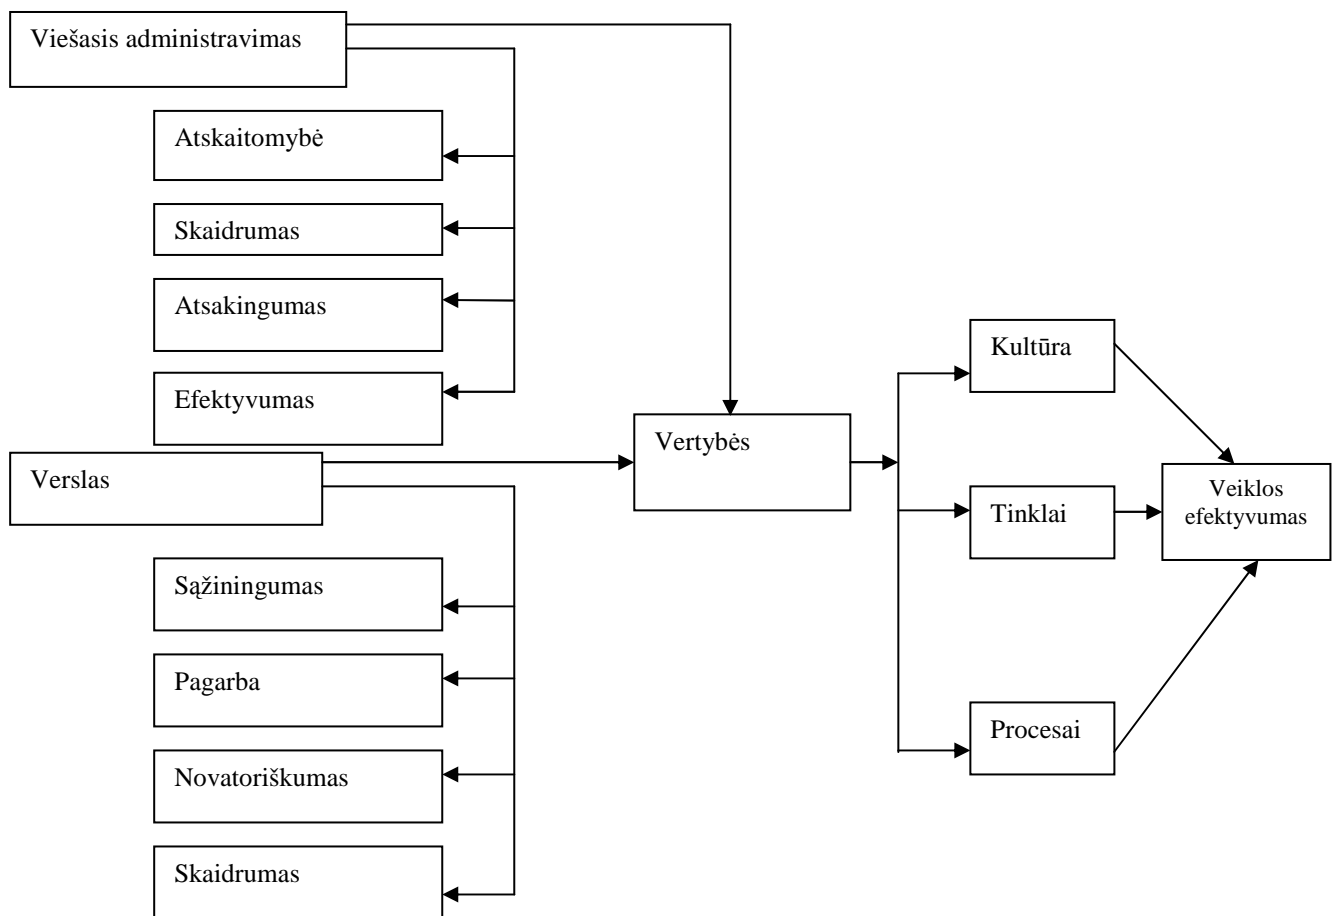 Viešasis administravimas
Atskaitomybė
Skaidrumas
Atsakingumas
Efektyvumas
Verslas
Sąžiningumas
Pagarba
Novatoriškumas
Skaidrumas
Vertybės
Kultūra
Tinklai
Procesai
Veiklos
efektyvumas